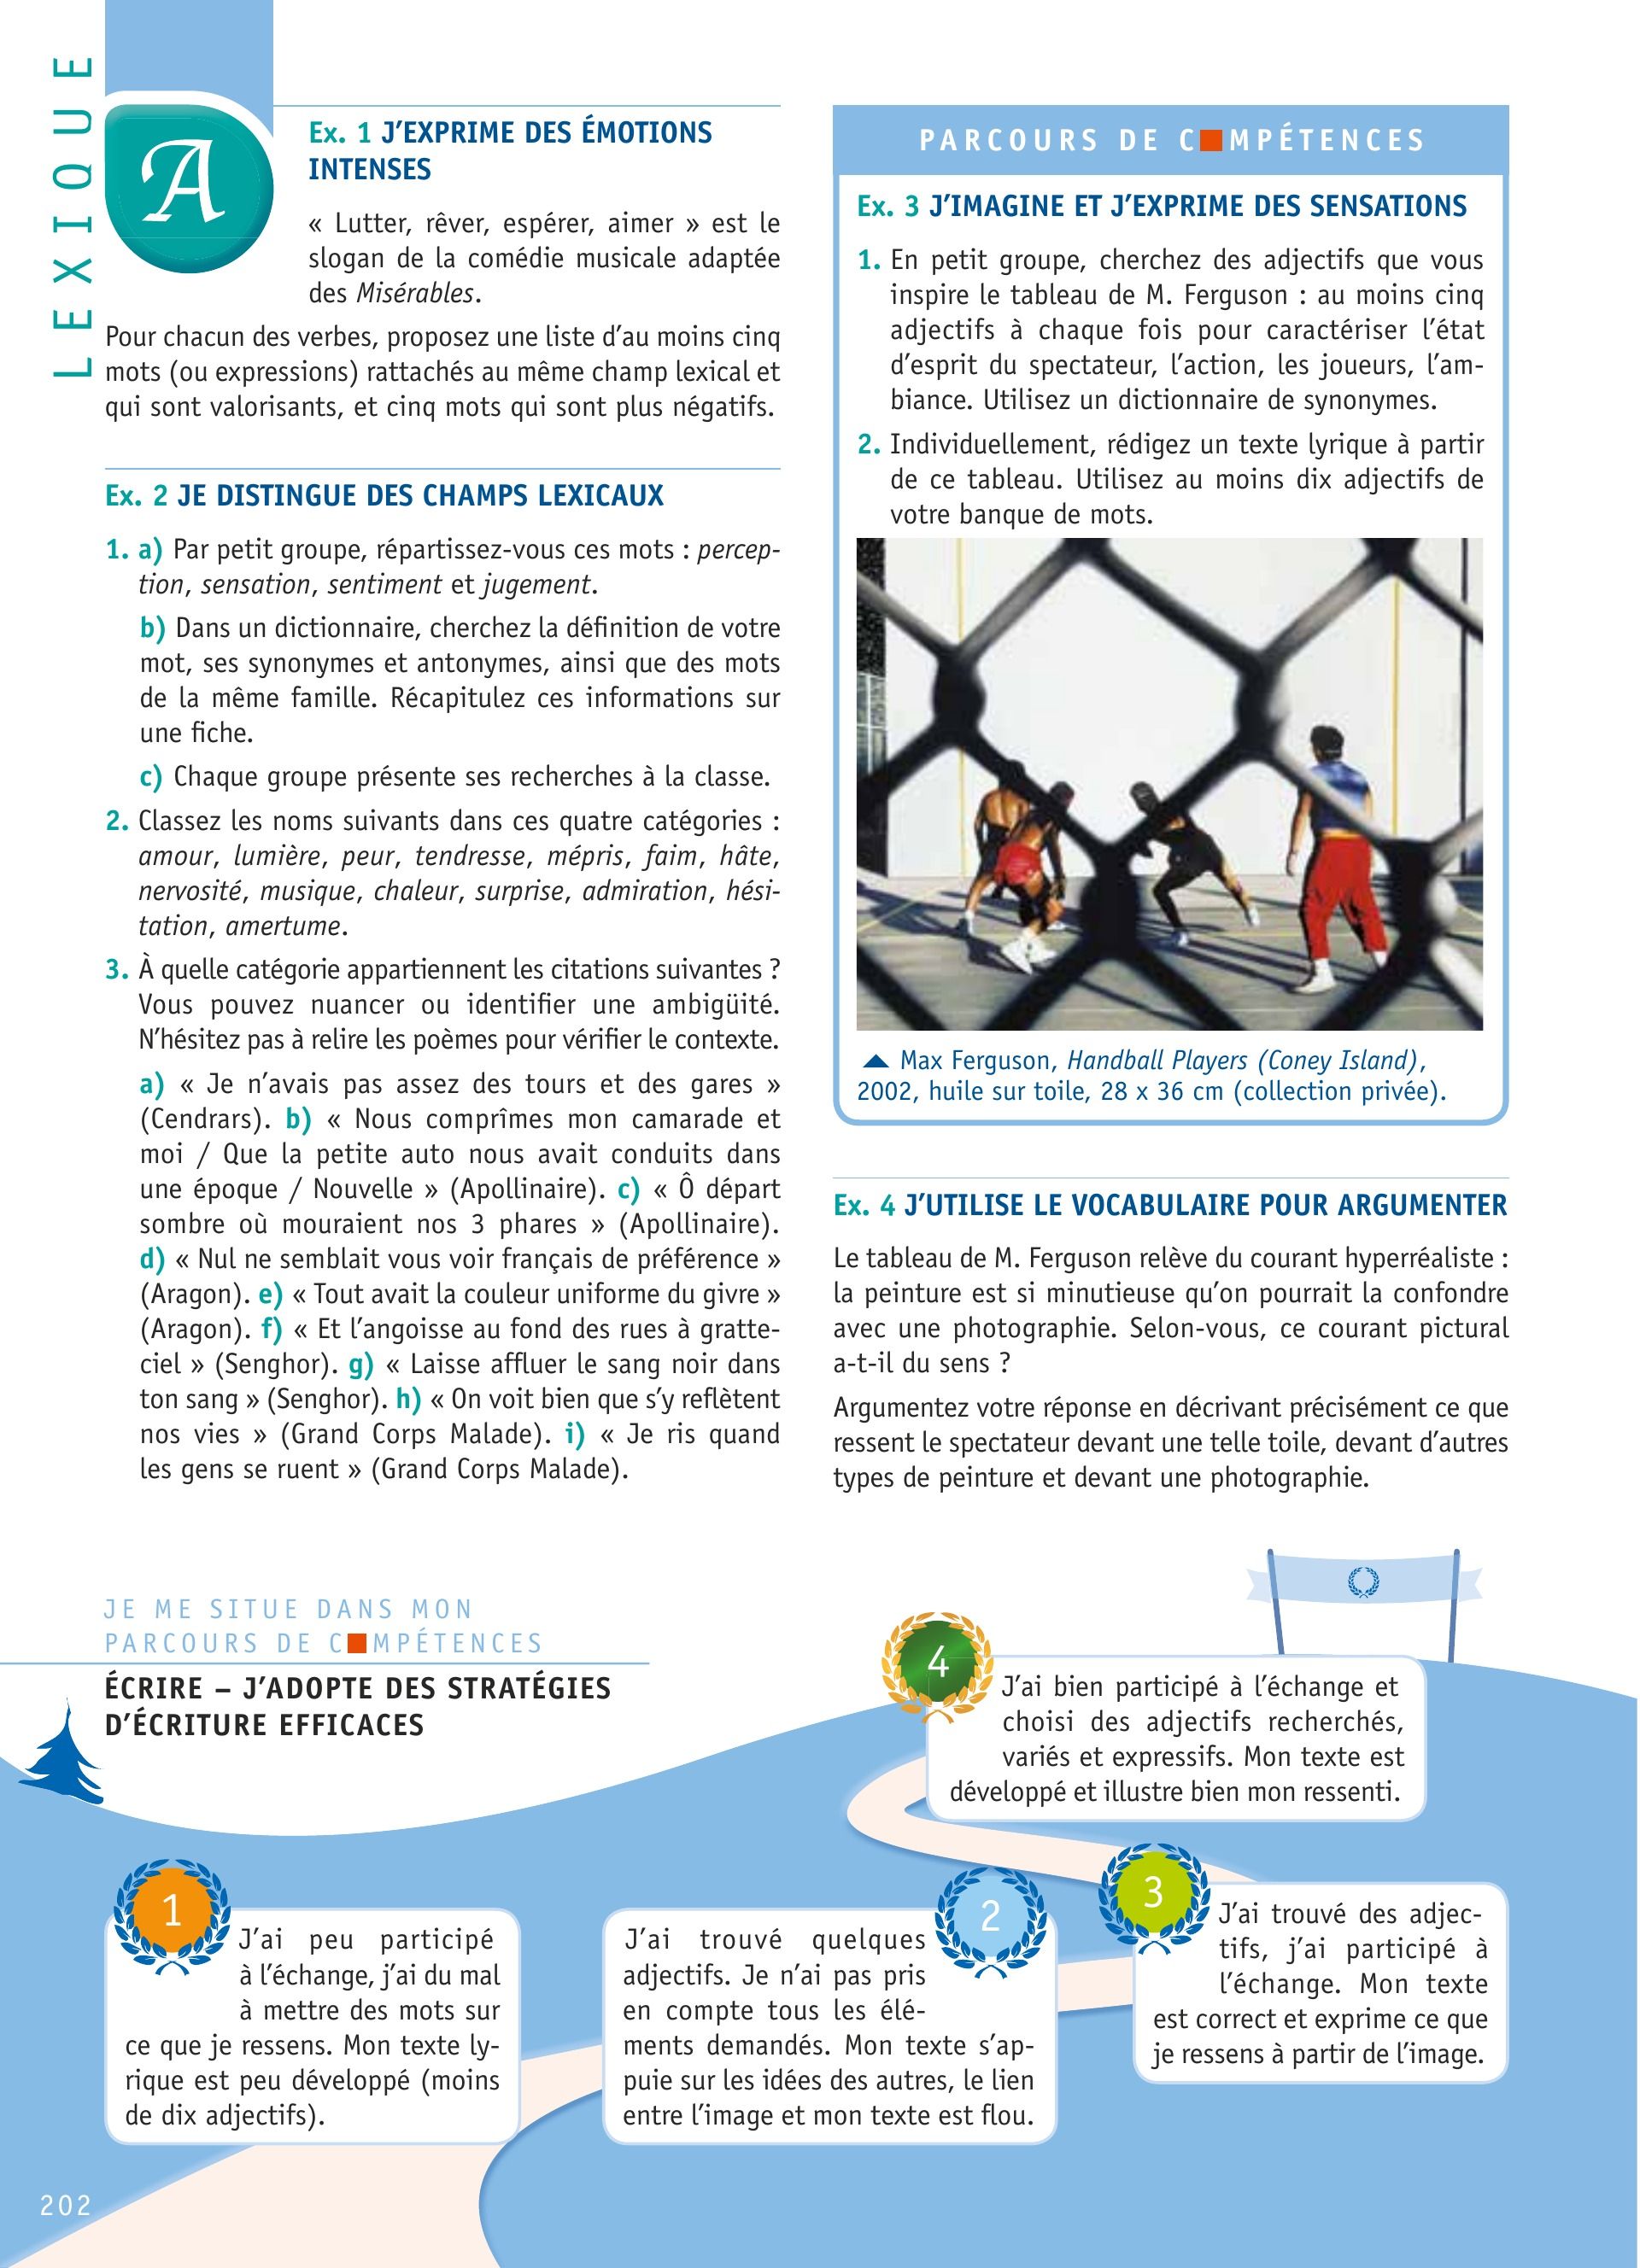 LEXIQUE
A
Ex. 1 J’EXPRIME DES ÉMOTIONS
INTENSES
« Lutter, rêver, espérer, aimer » est le
slogan de la comédie musicale adaptée
des Misérables.
Pour chacun des verbes, proposez une liste d’au moins cinq
mots (ou expressions) rattachés au même champ lexical et
qui sont valorisants, et cinq mots qui sont plus négatifs.
Ex. 2 JE DISTINGUE DES CHAMPS LEXICAUX
1. a) Par petit groupe, répartissez-vous ces mots : percep-
tion, sensation, sentiment et jugement.
b) Dans un dictionnaire, cherchez la définition de votre
mot, ses synonymes et antonymes, ainsi que des mots
de la même famille. Récapitulez ces informations sur
une fiche.
c) Chaque groupe présente ses recherches à la classe.
2. Classez les noms suivants dans ces quatre catégories :
amour, lumière, peur, tendresse, mépris, faim, hâte,
nervosité, musique, chaleur, surprise, admiration, hési-
tation, amertume.
3. À quelle catégorie appartiennent les citations suivantes ?
Vous pouvez nuancer ou identifier une ambigüité.
N’hésitez pas à relire les poèmes pour vérifier le contexte.
a) « Je n’avais pas assez des tours et des gares »
(Cendrars). b) « Nous comprîmes mon camarade et
moi / Que la petite auto nous avait conduits dans
une époque / Nouvelle » (Apollinaire). c) « Ô départ
sombre où mouraient nos 3 phares » (Apollinaire).
d) « Nul ne semblait vous voir français de préférence »
(Aragon). e) « Tout avait la couleur uniforme du givre »
(Aragon). f) « Et l’angoisse au fond des rues à gratte-
ciel » (Senghor). g) « Laisse affluer le sang noir dans
ton sang » (Senghor). h) « On voit bien que s’y reflètent
nos vies » (Grand Corps Malade). i) « Je ris quand
les gens se ruent » (Grand Corps Malade).
PARCOURS DE C■MPÉTENCES
Ex. 3 J’IMAGINE ET J’EXPRIME DES SENSATIONS
1. En petit groupe, cherchez des adjectifs que vous
inspire le tableau de M. Ferguson : au moins cinq
adjectifs à chaque fois pour caractériser l’état
d’esprit du spectateur, l’action, les joueurs, l’am-
biance. Utilisez un dictionnaire de synonymes.
2. Individuellement, rédigez un texte lyrique à partir
de ce tableau. Utilisez au moins dix adjectifs de
votre banque de mots.
Max Ferguson, Handball Players (Coney Island),
2002, huile sur toile, 28 x 36 cm (collection privée).
Ex. 4 J’UTILISE LE VOCABULAIRE POUR ARGUMENTER
Le tableau de M. Ferguson relève du courant hyperréaliste :
la peinture est si minutieuse qu’on pourrait la confondre
avec une photographie. Selon-vous, ce courant pictural
a-t-il du sens ?
Argumentez votre réponse en décrivant précisément ce que
ressent le spectateur devant une telle toile, devant d’autres
types de peinture et devant une photographie.
JE ME SITUE DANS MON
PARCOURS DE C■MPÉTENCES
ÉCRIRE – J’ADOPTE DES STRATÉGIES
D’ÉCRITURE EFFICACES
1
J’ai peu participé
à l’échange, j’ai du mal
à mettre des mots sur
ce que je ressens. Mon texte ly-
rique est peu développé (moins
de dix adjectifs).
2
J’ai trouvé quelques
adjectifs. Je n’ai pas pris
en compte tous les élé-
ments demandés. Mon texte s’ap-
puie sur les idées des autres, le lien
entre l’image et mon texte est flou.
3
J’ai trouvé des adjec-
tifs, j’ai participé à
l’échange. Mon texte
est correct et exprime ce que
je ressens à partir de l’image.
4
J’ai bien participé à l’échange et
choisi des adjectifs recherchés,
variés et expressifs. Mon texte est
développé et illustre bien mon ressenti.
202